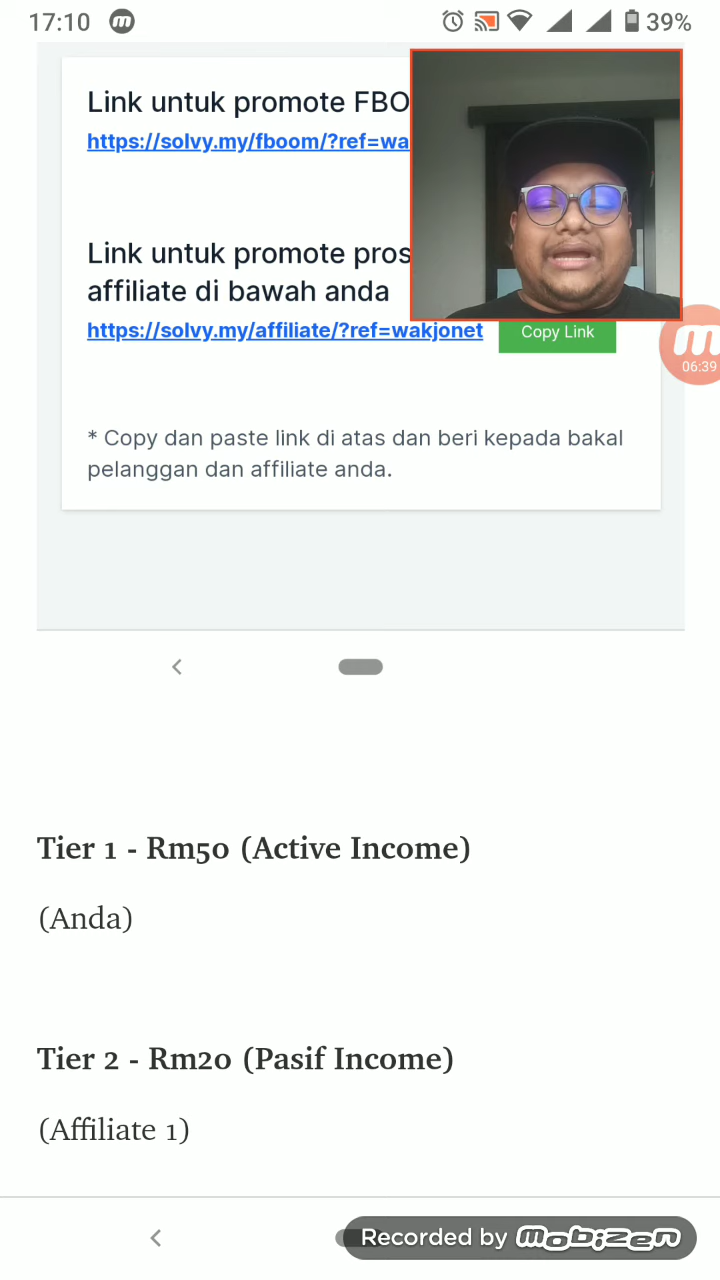 17:10
39%
Link untuk promote FBO
https://solvy.my/fboom/?ref=wa
Link untuk promote pros
affiliate di bawah anda
https://solvy.my/affiliate/?ref=wakjonet
Copy Link
06:39
* Copy dan paste link di atas dan beri kepada bakal
pelanggan dan affiliate anda.
Tier 1 - Rm50 (Active Income)
(Anda)
Tier 2 - Rm20 (Pasif Income)
(Affiliate 1)
Recorded by mobizen